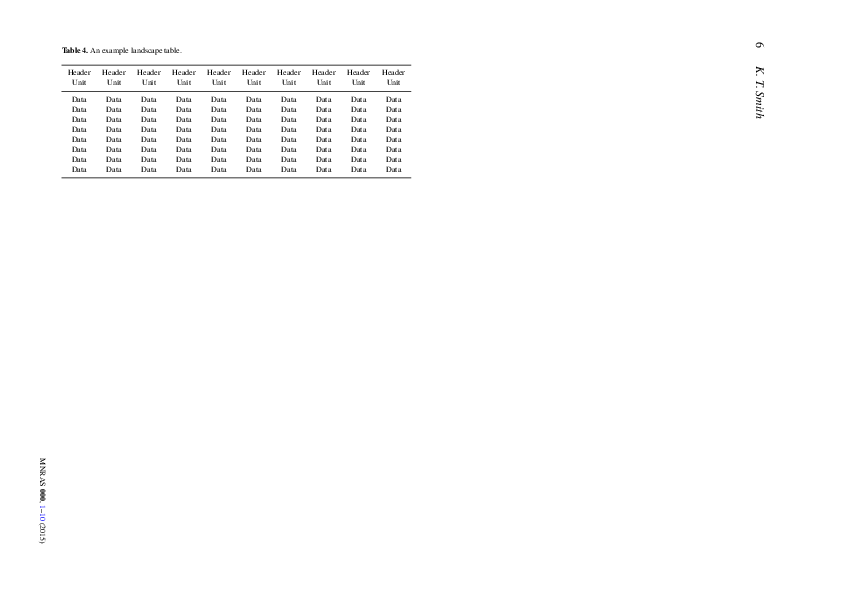 6 K. T. Smith
Table 4. An example landscape table.
Header Header Header Header Header Header Header Header Header Header
Unit Unit Unit Unit Unit Unit Unit Unit Unit Unit
Data Data Data Data Data Data Data Data Data Data
Data Data Data Data Data Data Data Data Data Data
Data Data Data Data Data Data Data Data Data Data
Data Data Data Data Data Data Data Data Data Data
Data Data Data Data Data Data Data Data Data Data
Data Data Data Data Data Data Data Data Data Data
Data Data Data Data Data Data Data Data Data Data
Data Data Data Data Data Data Data Data Data Data
MNRAS 000, 1–10 (2015)